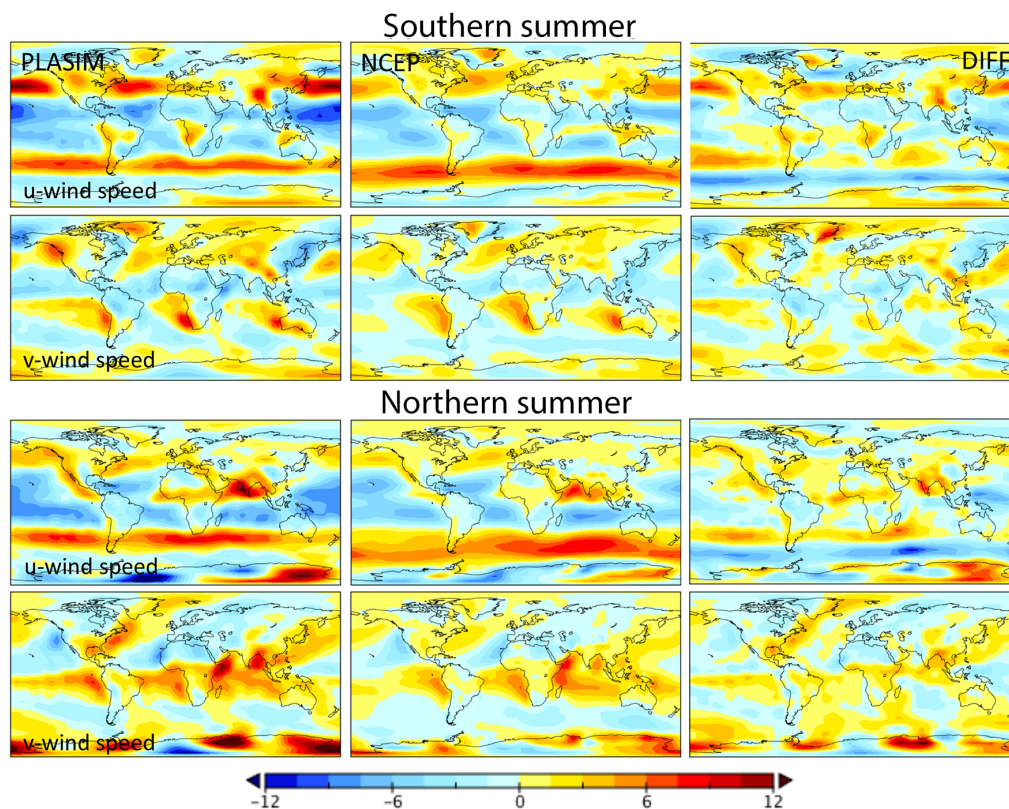 Southern summer
PLASIM NCEP DIFF
u-wind speed
v-wind speed
Northern summer
u-wind speed
v-wind speed
−12 −6 0 6 12